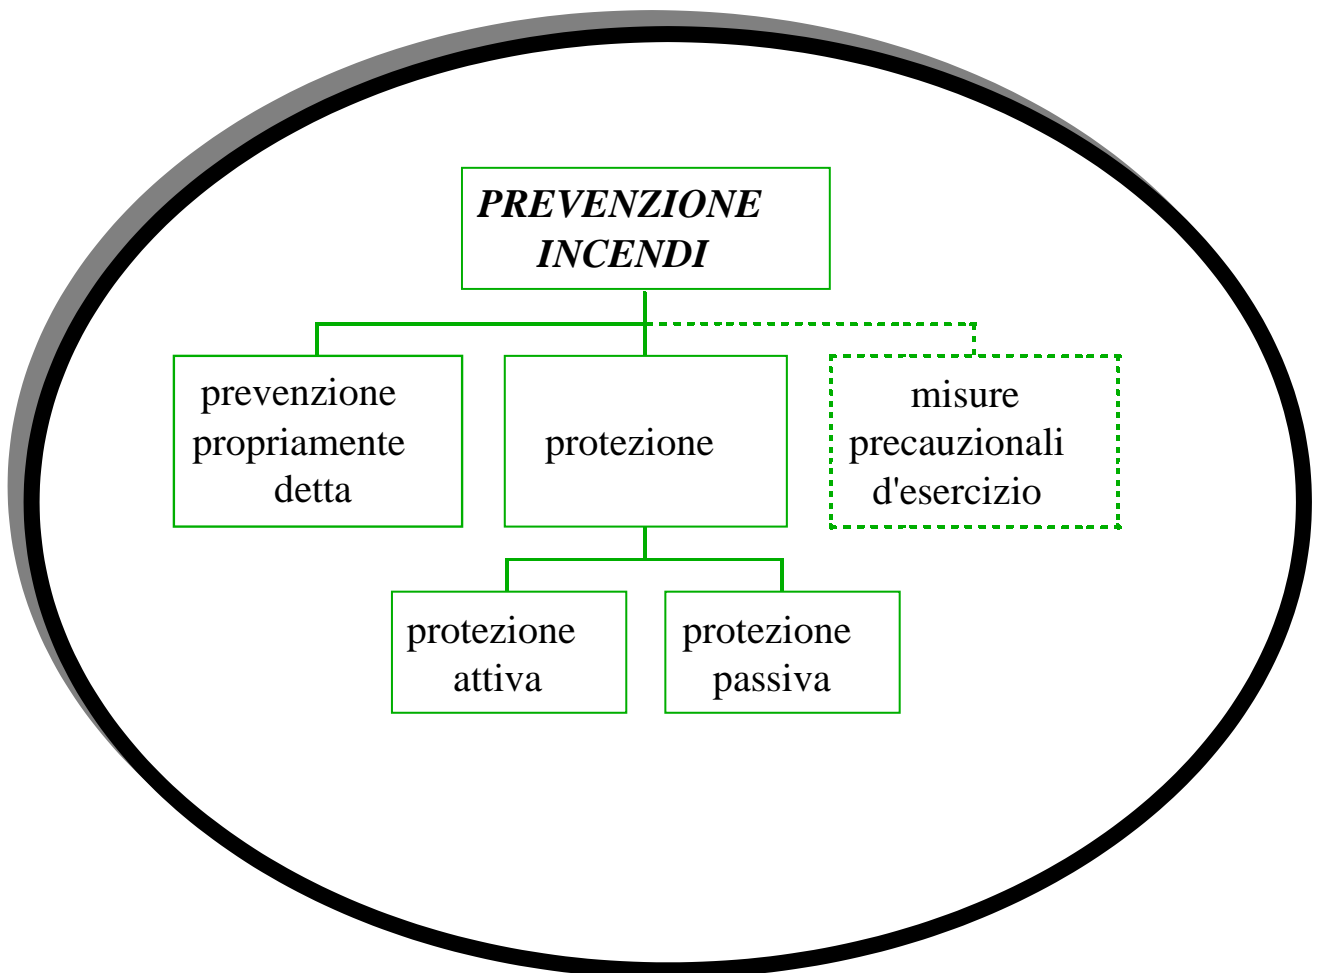 PREVENZIONE
INCENDI
prevenzione
propriamente
detta
protezione
misure
precauzionali
d'esercizio
protezione
attiva
protezione
passiva